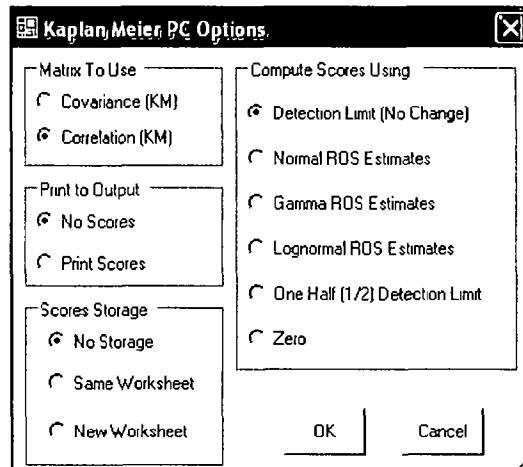 Kaplan Meier PC Options
Matrix To Use
Covariance (KM)
Correlation (KM)
Print to Output
No Scores
Print Scores
Scores Storage
No Storage
Same Worksheet
New Worksheet
Compute Scores Using
Detection Limit (No Change)
Normal ROS Estimates
Gamma ROS Estimates
Lognormal ROS Estimates
One Half (1/2) Detection Limit
Zero
OK
Cancel